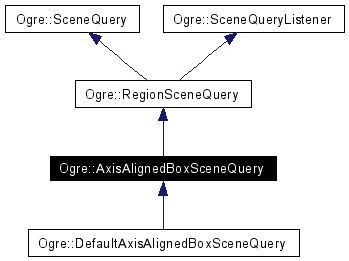 Ogre::SceneQuery
Ogre::SceneQueryListener
Ogre::RegionSceneQuery
Ogre::AxisAlignedBoxSceneQuery
Ogre::DefaultAxisAlignedBoxSceneQuery